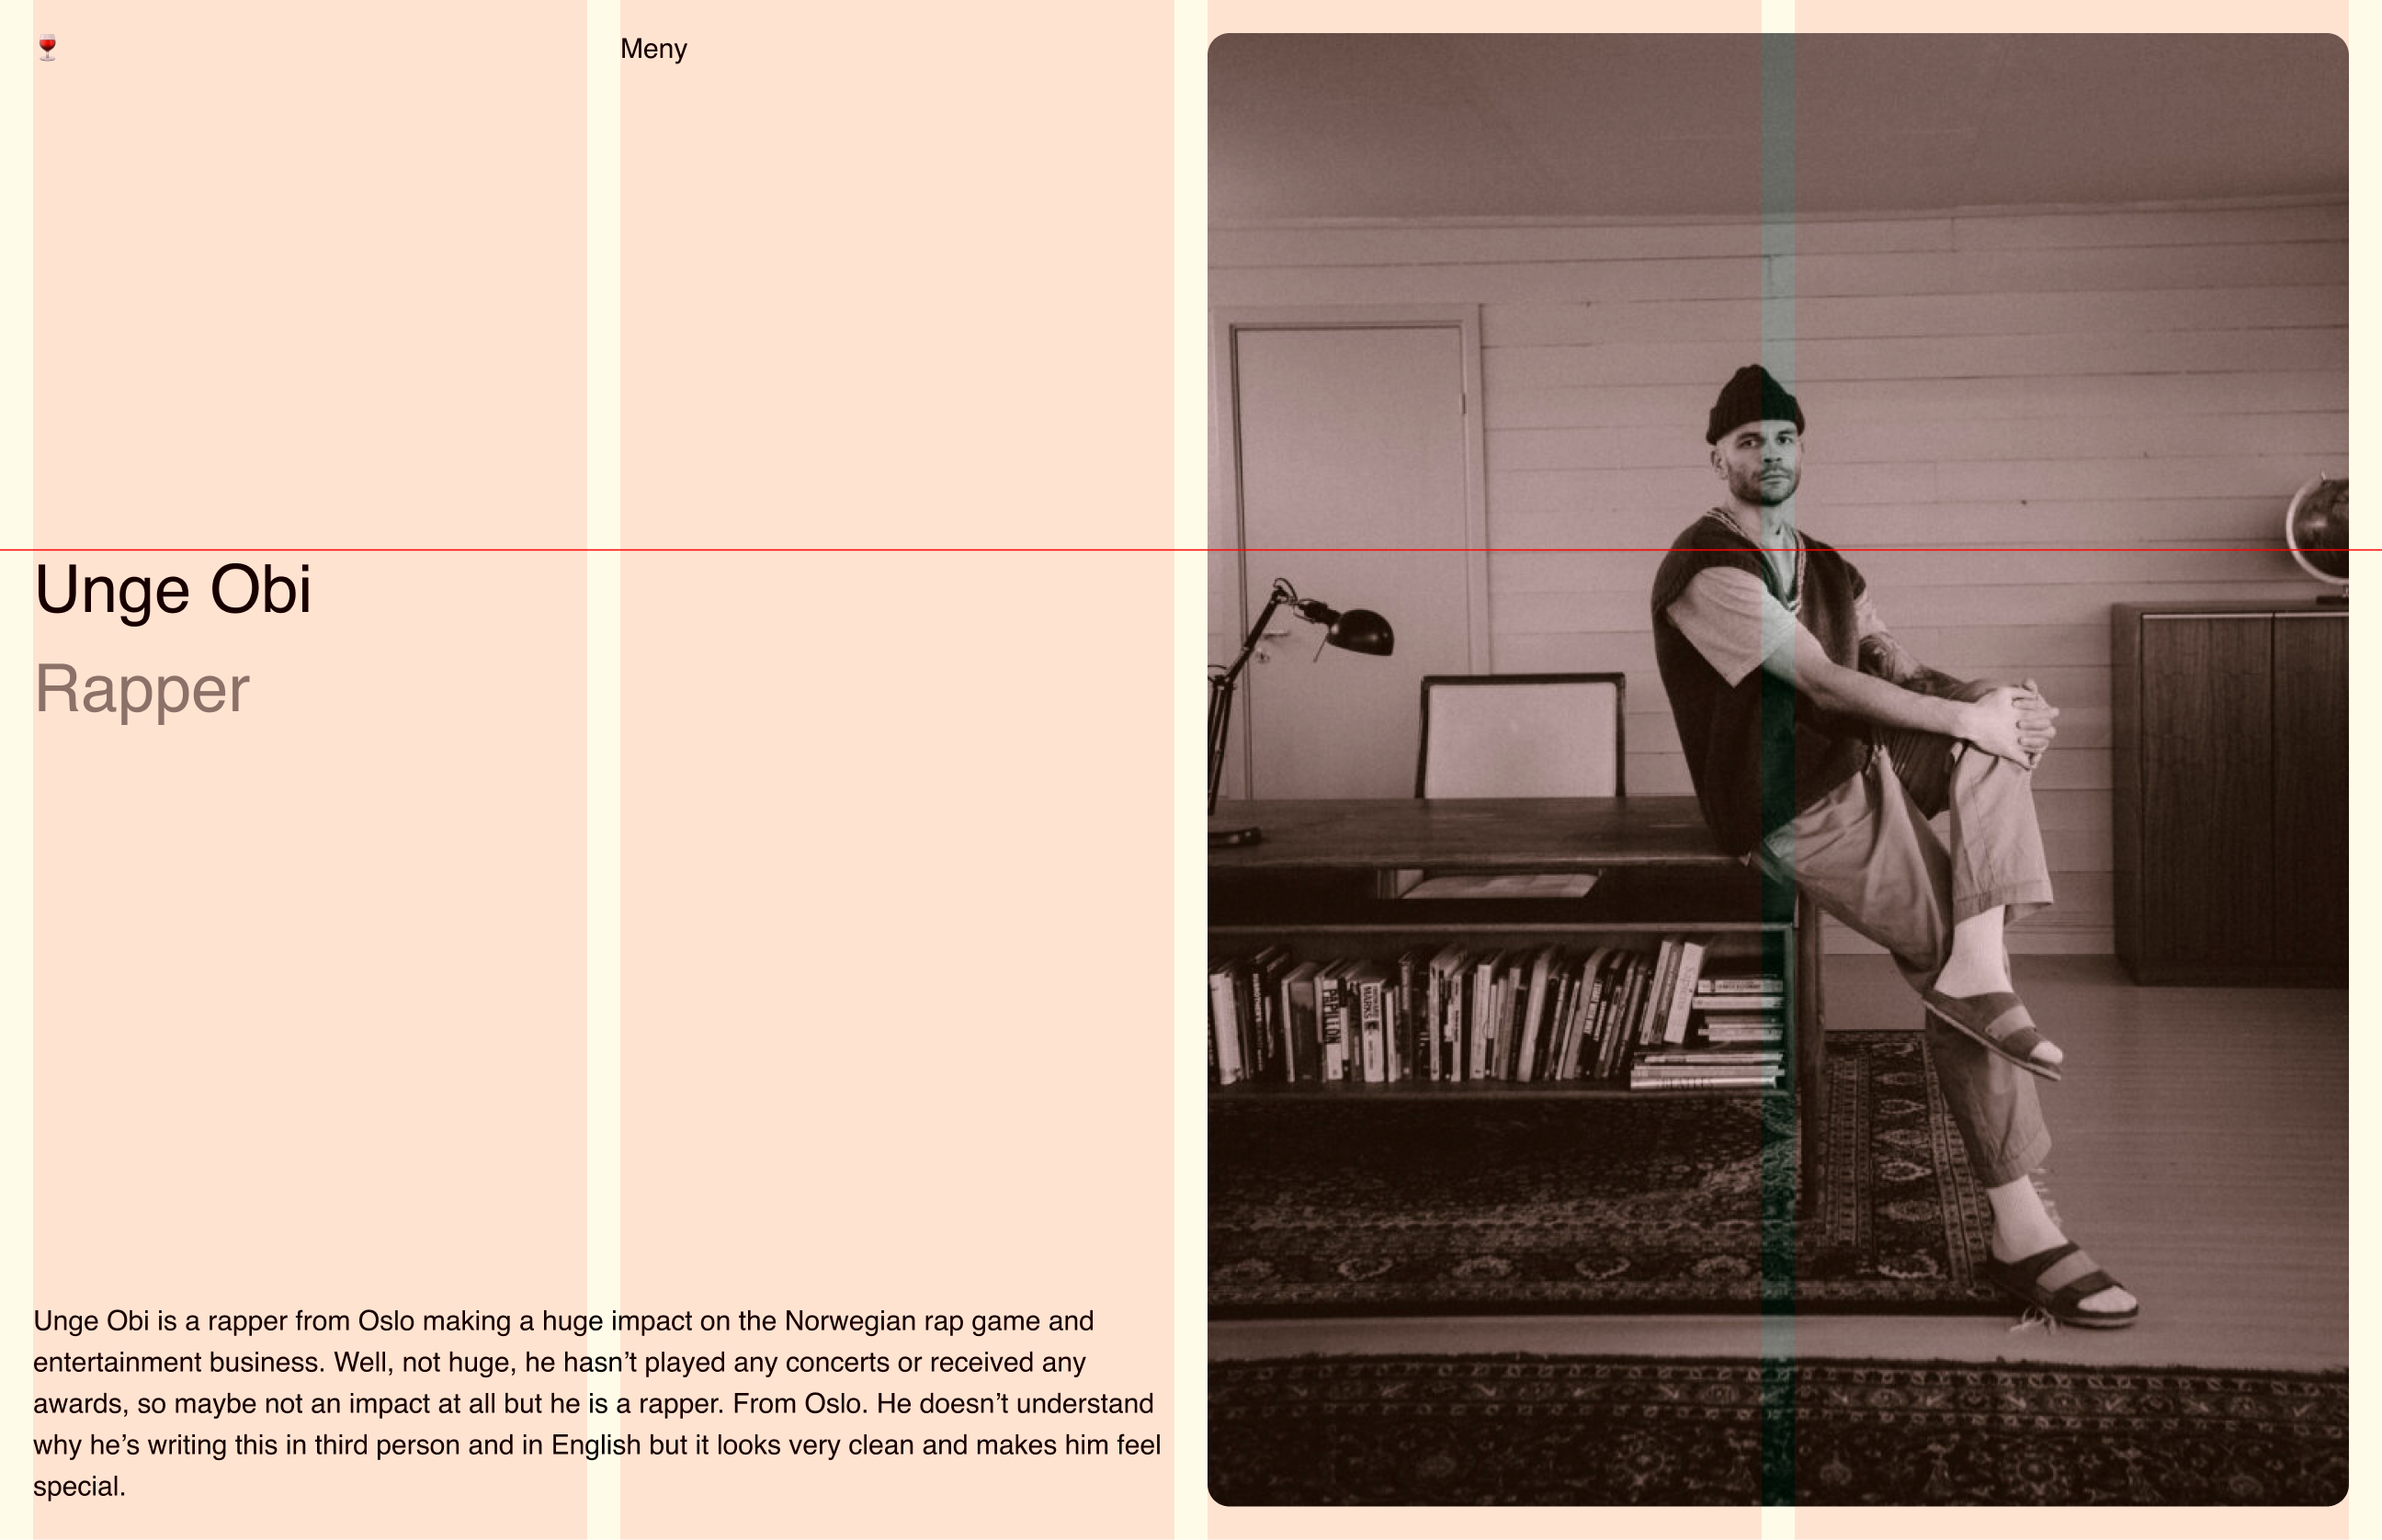 Meny
Unge Obi
Rapper
Unge Obi is a rapper from Oslo making a huge impact on the Norwegian rap game and
entertainment business. Well, not huge, he hasn’t played any concerts or received any
awards, so maybe not an impact at all but he is a rapper. From Oslo. He doesn’t understand
why he’s writing this in third person and in English but it looks very clean and makes him feel
special.
PAPILLON
MARKS
BEATLES